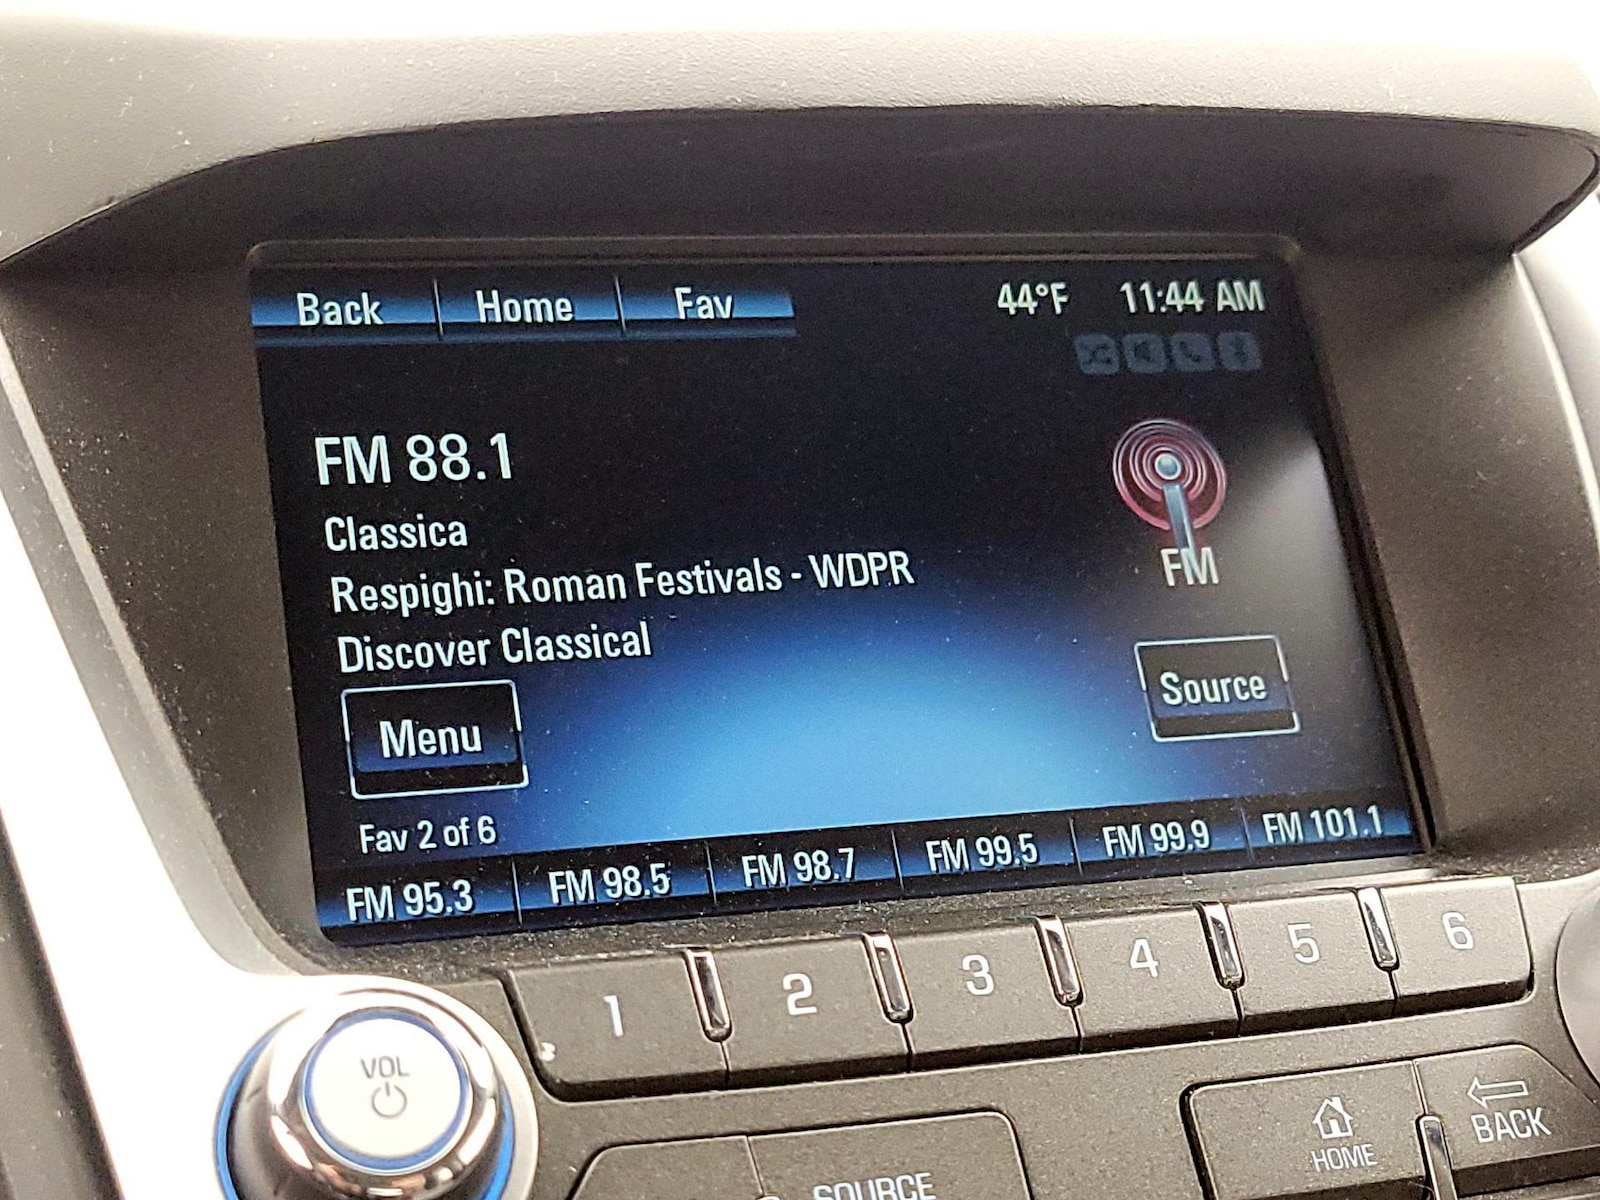 Back Home Fav 44°F 11:44 AM
FM 88.1
Classica
Respighi: Roman Festivals - WDPR
Discover Classical
FM
Menu
Source
Fav 2 of 6
FM 95.3 FM 98.5 FM 98.7 FM 99.5 FM 99.9 FM 101.1
1 2 3 4 5 6
VOL
HOME
BACK
SOURCE